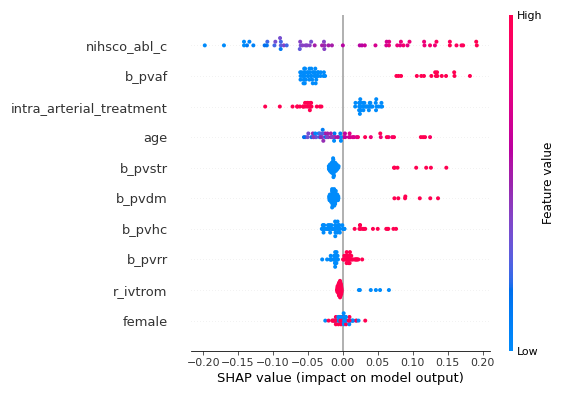 High
nihsco_abl_c
b_pvaf
intra_arterial_treatment
age
b_pvstr
b_pvdm
b_pvhc
b_pvrr
r_ivtrom
female
Feature value
Low
−0.20 −0.15 −0.10 −0.05 0.00 0.05 0.10 0.15 0.20
SHAP value (impact on model output)